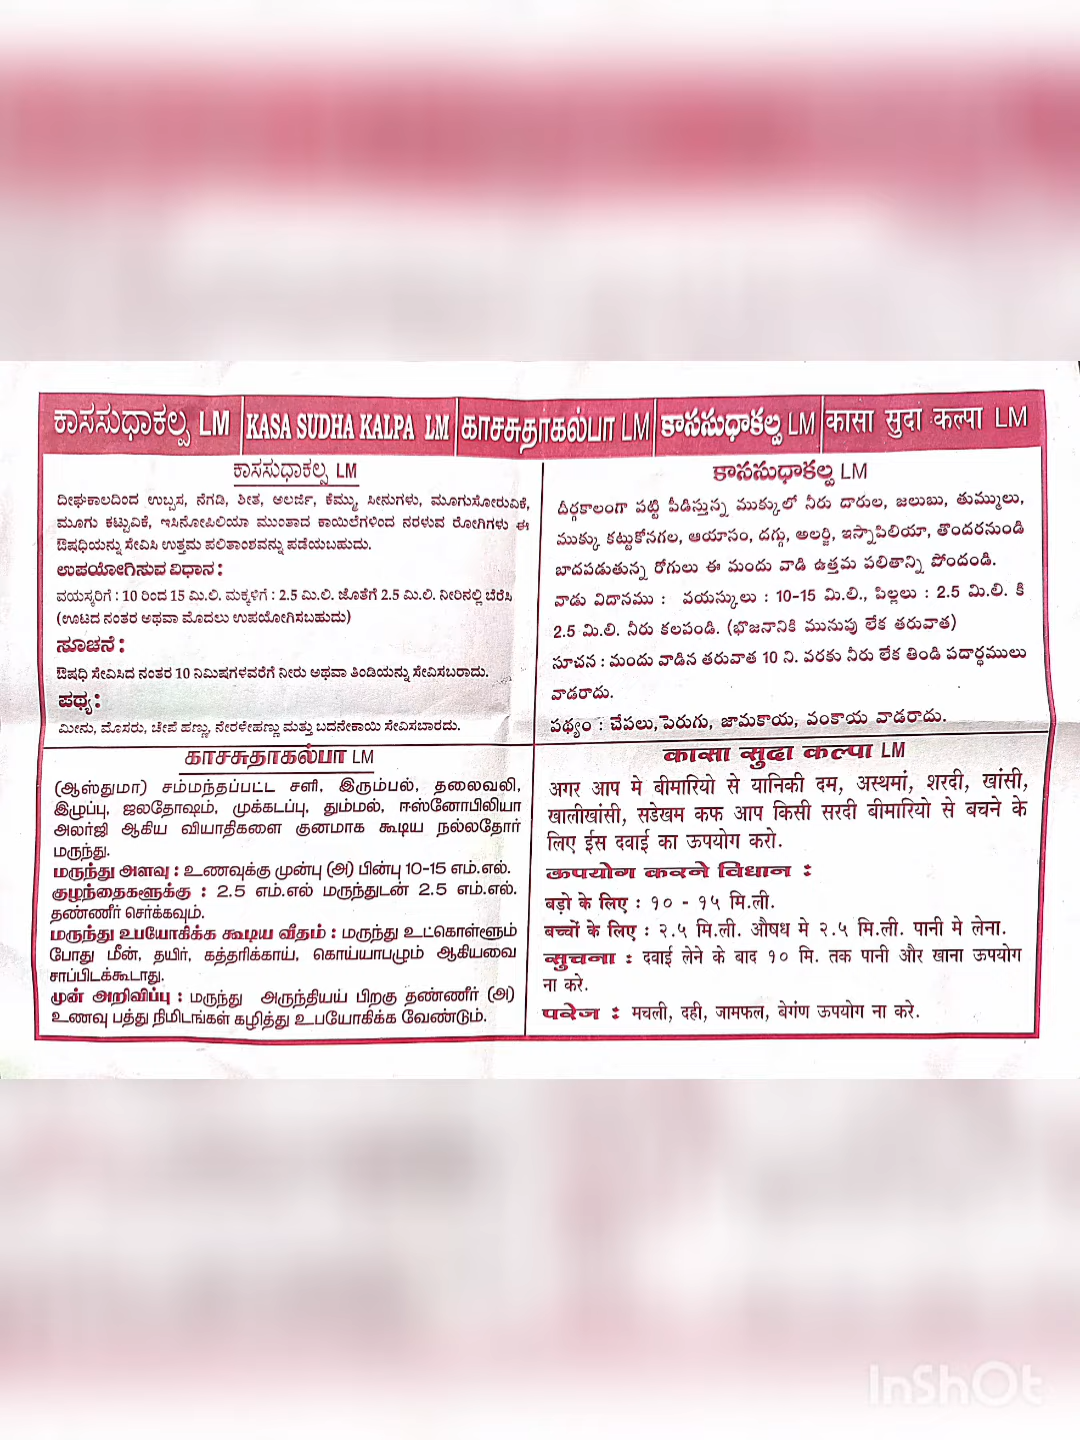 ಕಾಸಸುಧಾಕಲ್ಪ LM
KASA SUDHA KALPA LM
காசசுதாகல்பா LM
కాససుధాకల్ప LM
कासा सुदा कल्पा LM
ಕಾಸಸುಧಾಕಲ್ಪ LM
ದೀರ್ಘಕಾಲದಿಂದ ಉಬ್ಬಸ, ನೆಗಡಿ, ಶೀತ, ಅಲರ್ಜಿ, ಕೆಮ್ಮು, ಸೀನುಗಳು, ಮೂಗುಸೋರುವಿಕೆ,
ಮೂಗು ಕಟ್ಟುವಿಕೆ, ಇಸಿನೋಪಿಲಿಯಾ ಮುಂತಾದ ಕಾಯಿಲೆಗಳಿಂದ ನರಳುವ ರೋಗಿಗಳು ಈ
ಔಷಧಿಯನ್ನು ಸೇವಿಸಿ ಉತ್ತಮ ಪಲಿತಾಂಶವನ್ನು ಪಡೆಯಬಹುದು.
ಉಪಯೋಗಿಸುವ ವಿಧಾನ :
ವಯಸ್ಕರಿಗೆ : 10 ರಿಂದ 15 ಮಿ.ಲಿ. ಮಕ್ಕಳಿಗೆ : 2.5 ಮಿ.ಲಿ. ಜೊತೆಗೆ 2.5 ಮಿ.ಲಿ. ನೀರಿನಲ್ಲಿ ಬೆರೆಸಿ
(ಊಟದ ನಂತರ ಅಥವಾ ಮೊದಲು ಉಪಯೋಗಿಸಬಹುದು)
ಸೂಚನೆ :
ಔಷಧಿ ಸೇವಿಸಿದ ನಂತರ 10 ನಿಮಿಷಗಳವರೆಗೆ ನೀರು ಅಥವಾ ತಿಂಡಿಯನ್ನು ಸೇವಿಸಬಾರದು.
ಪಥ್ಯ :
ಮೀನು, ಮೊಸರು, ಚೀಪೆ ಹಣ್ಣು, ನೇರಳೇಹಣ್ಣು ಮತ್ತು ಬದನೇಕಾಯಿ ಸೇವಿಸಬಾರದು.
కాససుధాకల్ప LM
దీర్గకాలంగా పట్టి పీడిస్తున్న ముక్కులో నీరు దారుల, జలుబు, తుమ్ములు,
ముక్కు కట్టుకోనగల, ఆయాసం, దగ్గు, అలర్జి, ఇస్నాపిలియా, తొందరనుండి
బాదపడుతున్న రోగులు ఈ మందు వాడి ఉత్తమ పలితాన్ని పోందండి.
వాడు విదానము : వయస్కులు : 10-15 మి.లి., పిల్లలు : 2.5 మి.లి. కి
2.5 మి.లి. నీరు కలపండి. (భోజనానికి మునుపు లేక తరువాత)
సూచన : మందు వాడిన తరువాత 10 ని. వరకు నీరు లేక తిండి పదార్థములు
వాడరాదు.
పథ్యం : చేపలు, పెరుగు, జామకాయ, వంకాయ వాడరాదు.
காசசுதாகல்பா LM
(ஆஸ்துமா) சம்மந்தப்பட்ட சளி, இரும்பல், தலைவலி,
இழுப்பு, ஜலதோஷம், முக்கடப்பு, தும்மல், ஈஸ்னோபிலியா
அலர்ஜி ஆகிய வியாதிகளை குனமாக கூடிய நல்லதோர்
மருந்து.
மருந்து அளவு : உணவுக்கு முன்பு (அ) பின்பு 10-15 எம்.எல்.
குழந்தைகளுக்கு : 2.5 எம்.எல் மருந்துடன் 2.5 எம்.எல்.
தண்ணீர் சேர்க்கவும்.
மருந்து உபயோகிக்க கூடிய வீதம் : மருந்து உட்கொள்ளும்
போது மீன், தயிர், கத்தரிக்காய், கொய்யாபழும் ஆகியவை
சாப்பிடக்கூடாது.
முன் அறிவிப்பு : மருந்து அருந்தியய் பிறகு தண்ணீர் (அ)
உணவு பத்து நிமிடங்கள் கழித்து உபயோகிக்க வேண்டும்.
कासा सुदा कल्पा LM
अगर आप मे बीमारियो से यानिकी दम, अस्थमां, शरदी, खांसी,
खालीखांसी, सडेखम कफ आप किसी सरदी बीमारियो से बचने के
लिए ईस दवाई का ऊपयोग करो.
ऊपयोग करने विधान :
बड़ो के लिए : १० - १५ मि.ली.
बच्चों के लिए : २.५ मि.ली. औषध मे २.५ मि.ली. पानी मे लेना.
सुचना : दवाई लेने के बाद १० मि. तक पानी और खाना ऊपयोग
ना करे.
परेज : मचली, दही, जामफल, बेगंण ऊपयोग ना करे.
InShOt